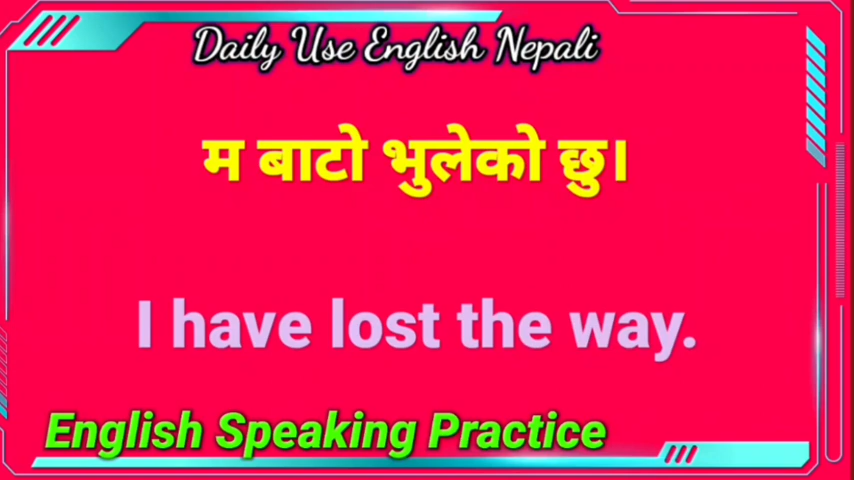 Daily Use English Nepali
म बाटो भुलेको छु।
I have lost the way.
English Speaking Practice